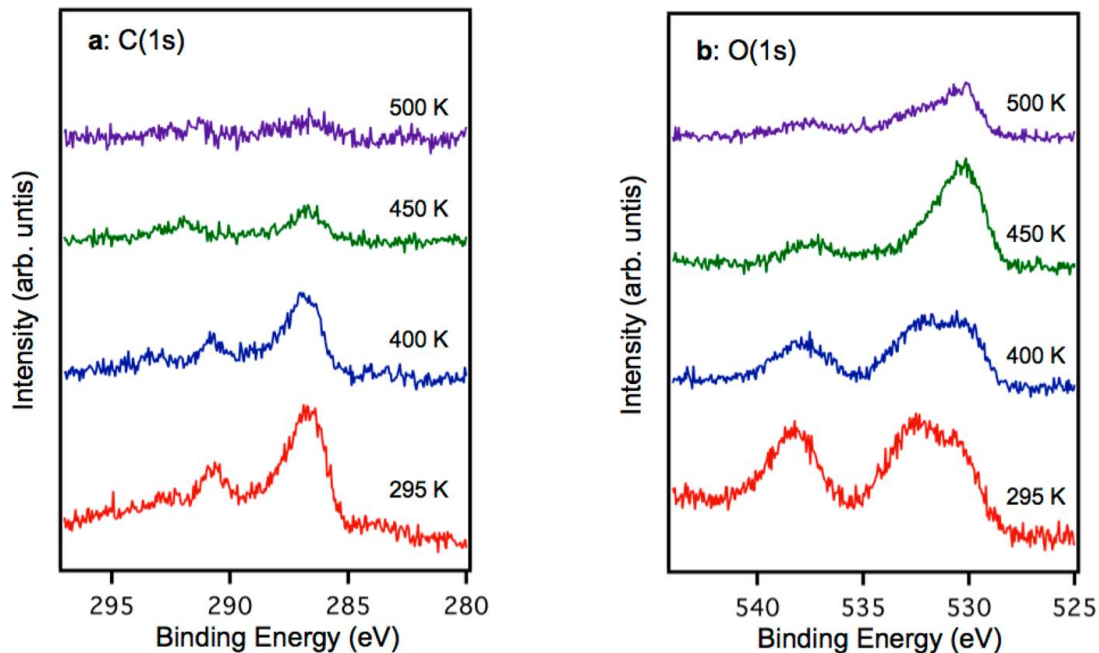 a: C(1s)
500 K
450 K
400 K
295 K
Intensity (arb. untis)
295 290 285 280
Binding Energy (eV)
b: O(1s)
500 K
450 K
400 K
295 K
Intensity (arb. untis)
540 535 530 525
Binding Energy (eV)